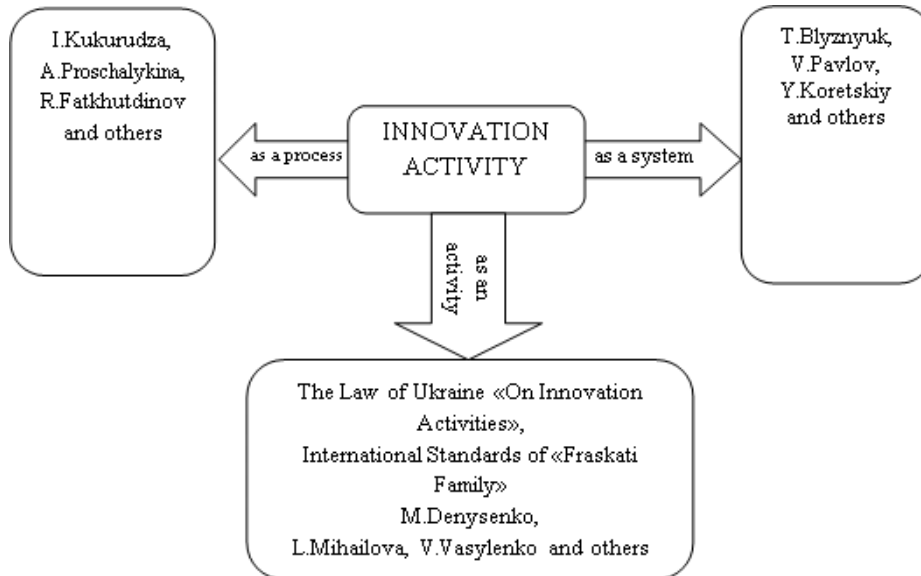 I.Kukurudza,
A.Proschalykina,
R.Fatkhutdinov
and others
T.Blyznyuk,
V.Pavlov,
Y.Koretskiy
and others
INNOVATION
ACTIVITY
as a process
as a system
as an
activity
The Law of Ukraine «On Innovation
Activities»,
International Standards of «Fraskati
Family»
M.Denysenko,
L.Mihailova, V.Vasylenko and others